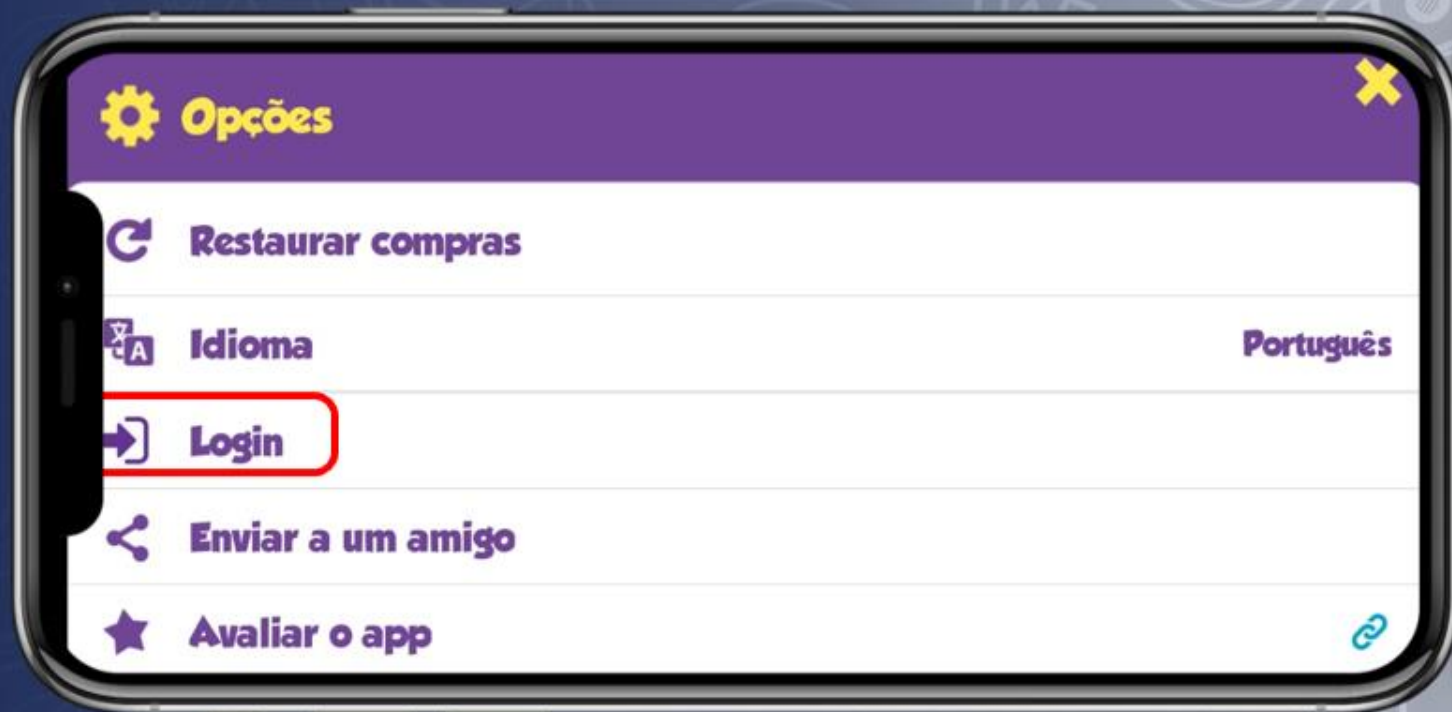 Opções
Restaurar compras
Idioma
Português
Login
Enviar a um amigo
Avaliar o app